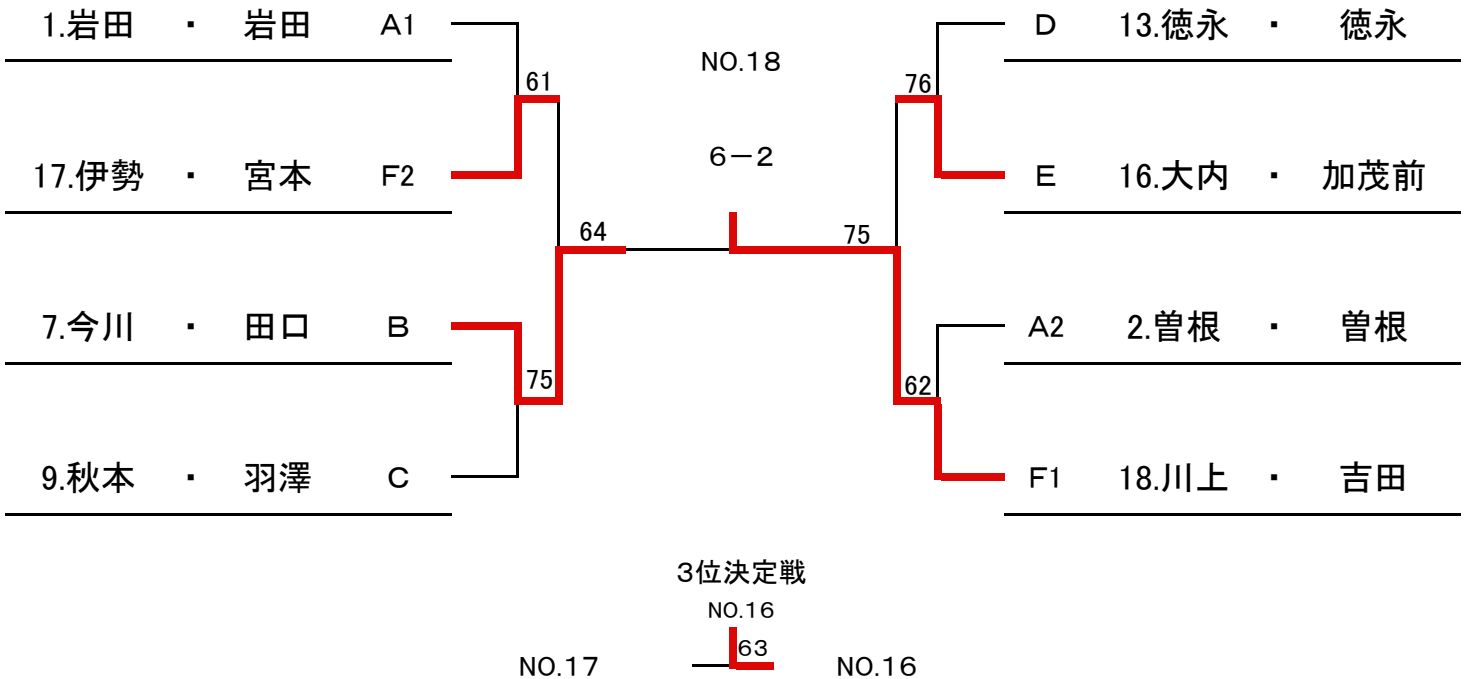 1.岩田 ・ 岩田 A1
D 13.徳永 ・ 徳永
NO.18
61
76
6－2
17.伊勢 ・ 宮本 F2
E 16.大内 ・ 加茂前
64
75
7.今川 ・ 田口 B
A2 2.曽根 ・ 曽根
75
62
9.秋本 ・ 羽澤 C
F1 18.川上 ・ 吉田
３位決定戦
NO.16
63
NO.17
NO.16